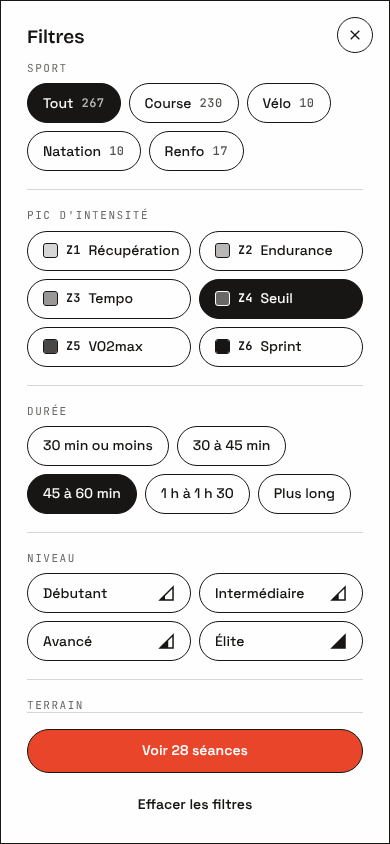 Filtres
SPORT
Tout 267 Course 230 Vélo 10
Natation 10 Renfo 17
PIC D'INTENSITÉ
Z1 Récupération Z2 Endurance
Z3 Tempo Z4 Seuil
Z5 VO2max Z6 Sprint
DURÉE
30 min ou moins 30 à 45 min
45 à 60 min 1 h à 1 h 30 Plus long
NIVEAU
Débutant Intermédiaire
Avancé Élite
TERRAIN
Voir 28 séances
Effacer les filtres